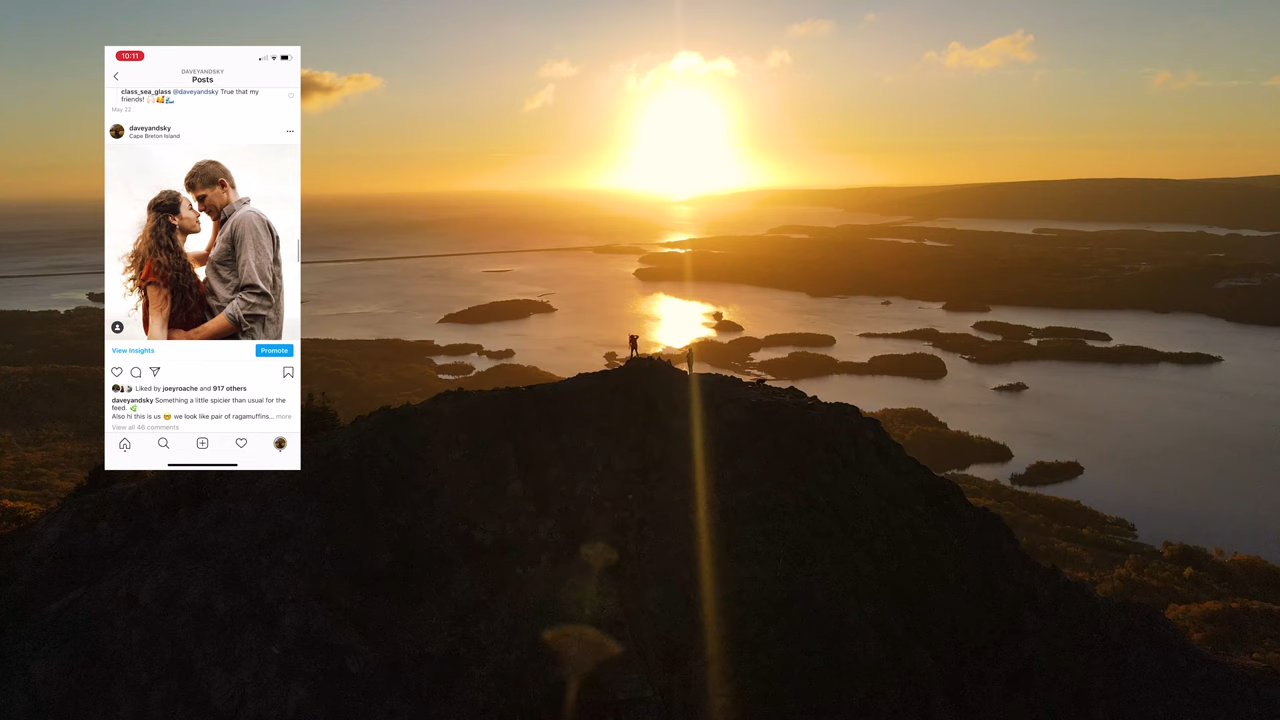 10:11
DAVEYANDSKY
Posts
class_sea_glass @daveyandsky True that my
friends!
May 22
daveyandsky
Cape Breton Island
View Insights
Promote
Liked by joeyroache and 917 others
daveyandsky Something a little spicier than usual for the
feed.
Also hi this is us we look like pair of ragamuffins... more
View all 46 comments